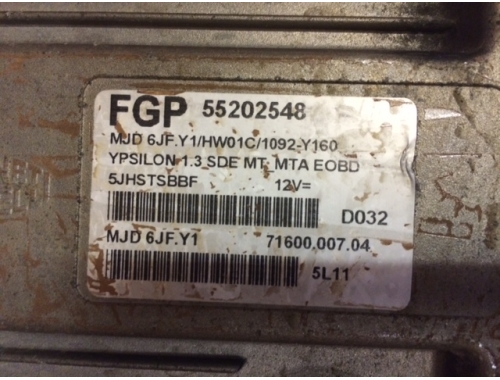 FGP 55202548
MJD 6JF.Y1/HW01C/1092-Y160
YPSILON 1.3 SDE MT, MTA EOBD
5JHSTSBBF 12V=
D032
MJD 6JF.Y1 71600,007.04
5L11